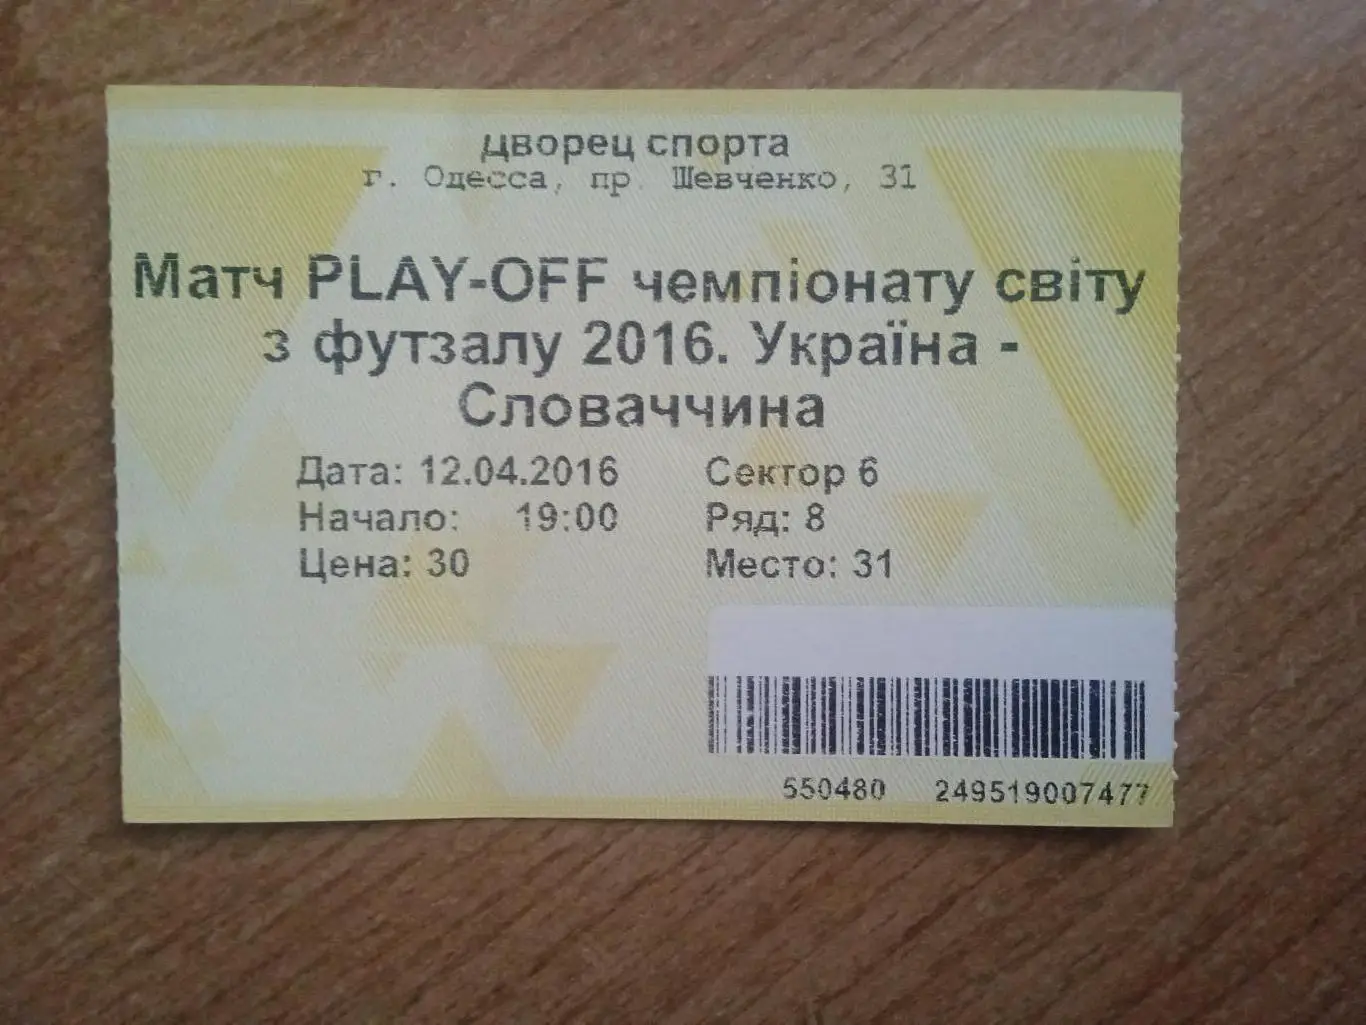 Дворец спорта
г. Одесса, пр. Шевченко, 31
Матч PLAY-OFF чемпіонату світу
з футзалу 2016. Україна -
Словаччина
Дата: 12.04.2016 Сектор 6
Начало: 19:00 Ряд: 8
Цена: 30 Место: 31
550480 249519007477